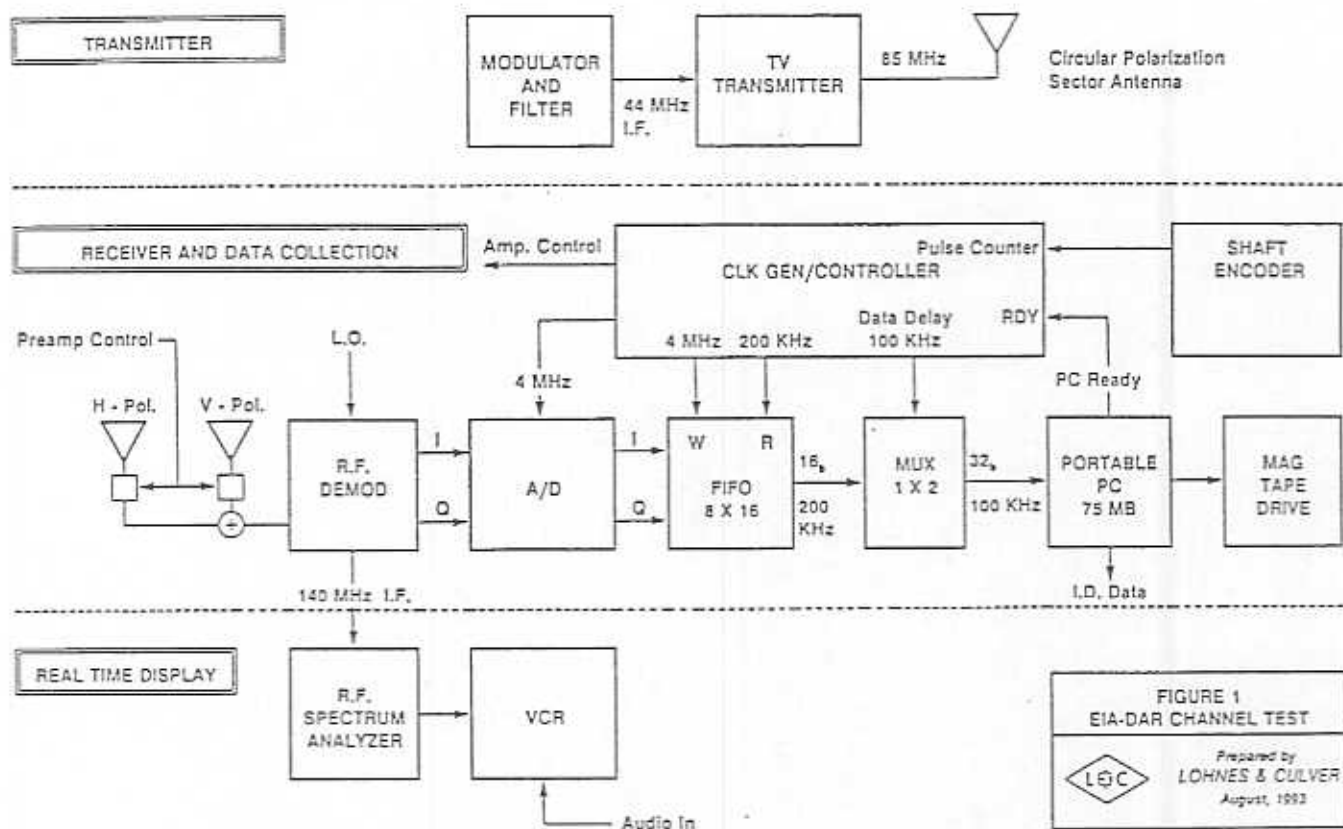 TRANSMITTER
MODULATOR
AND
FILTER
44 MHz
I.F.
TV
TRANSMITTER
85 MHz
Circular Polarization
Sector Antenna
RECEIVER AND DATA COLLECTION
Amp. Control
Pulse Counter
CLK GEN/CONTROLLER
Data Delay
RDY
4 MHz
200 KHz
100 KHz
SHAFT
ENCODER
Preamp Control
L.O.
4 MHz
PC Ready
H - Pol.
V - Pol.
+
R.F.
DEMOD
I
Q
A/D
I
Q
W
R
FIFO
8 X 16
16b
200
KHz
MUX
1 X 2
32b
100 KHz
PORTABLE
PC
75 MB
MAG
TAPE
DRIVE
140 MHz I.F.
I.D. Data
REAL TIME DISPLAY
R.F.
SPECTRUM
ANALYZER
VCR
Audio In
FIGURE 1
EIA-DAR CHANNEL TEST
L&C
Prepared by
LOHNES & CULVER
August, 1993